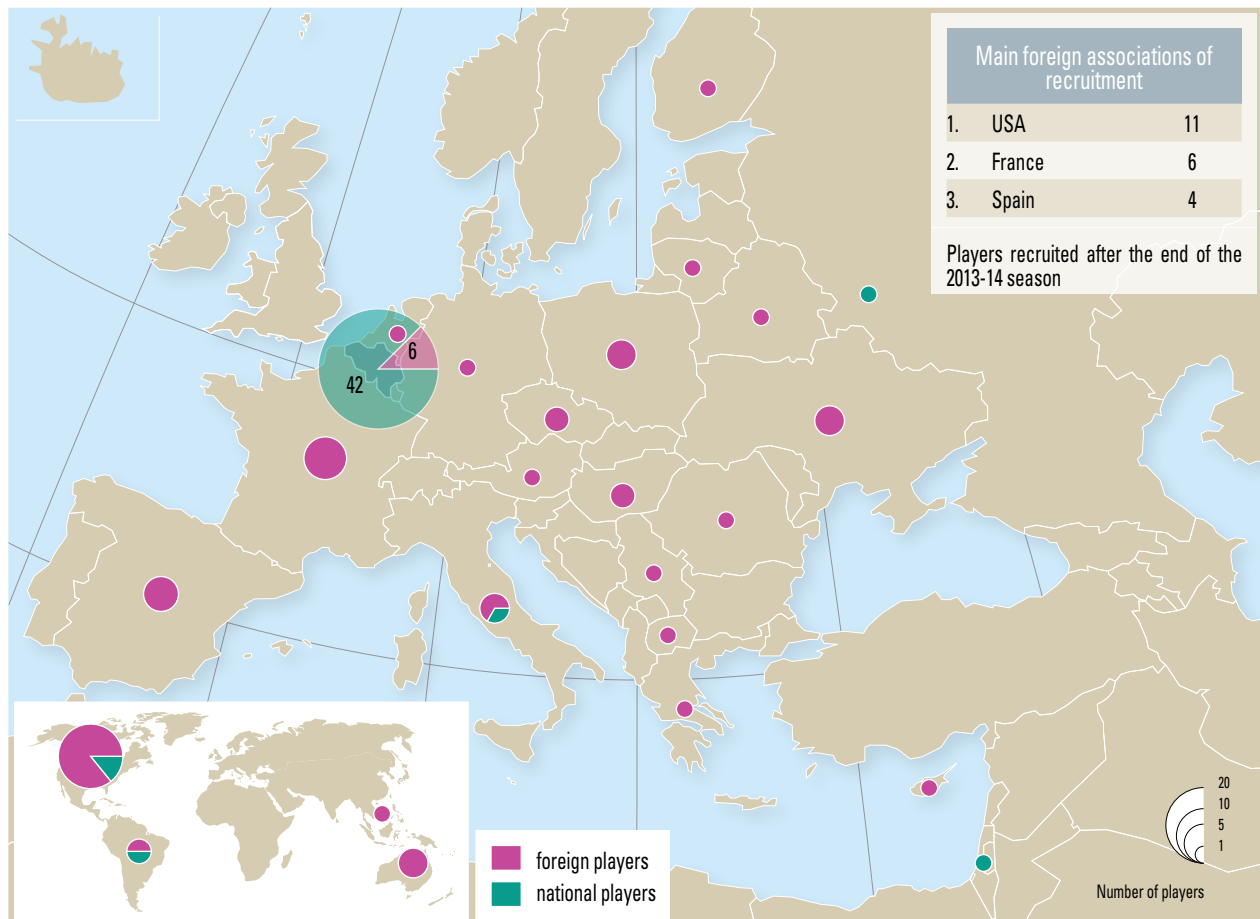 Main foreign associations of
recruitment
1. USA 11
2. France 6
3. Spain 4
Players recruited after the end of the
2013-14 season
6
42
foreign players
national players
20
10
5
1
Number of players